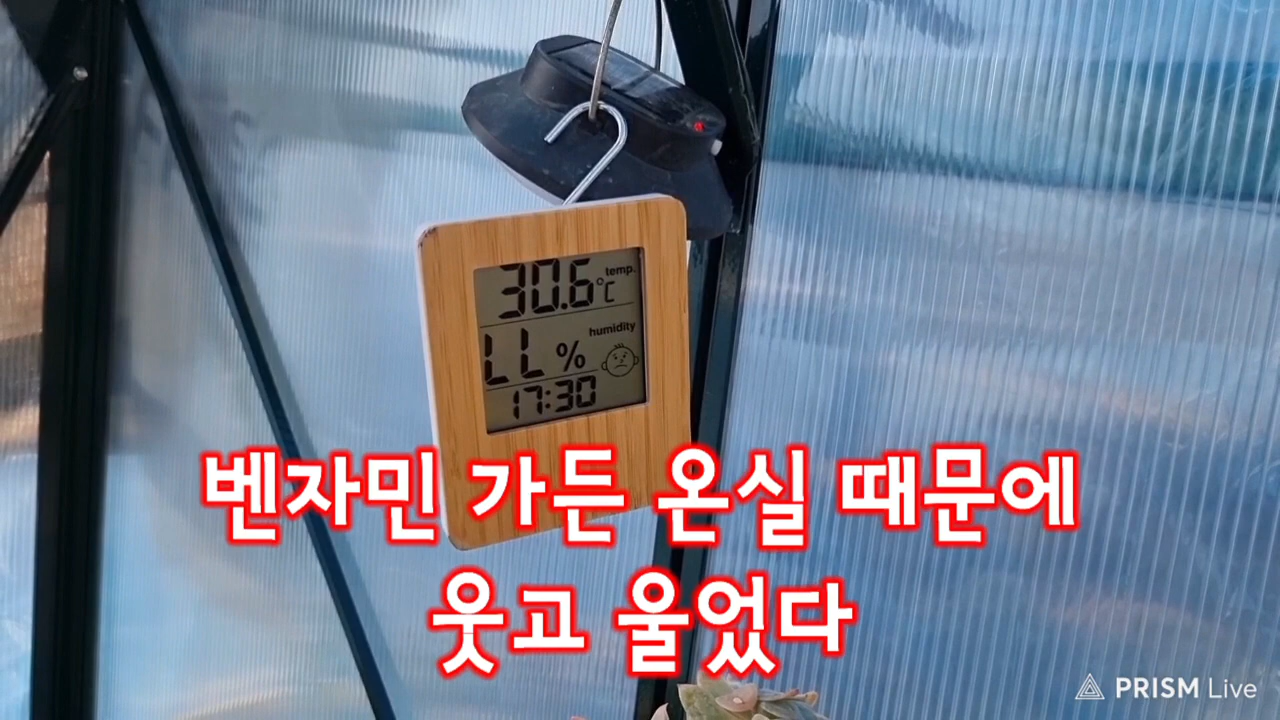 30.6 °C temp.
LL % humidity
17:30
벤자민 가든 온실 때문에
웃고 울었다
PRISM Live